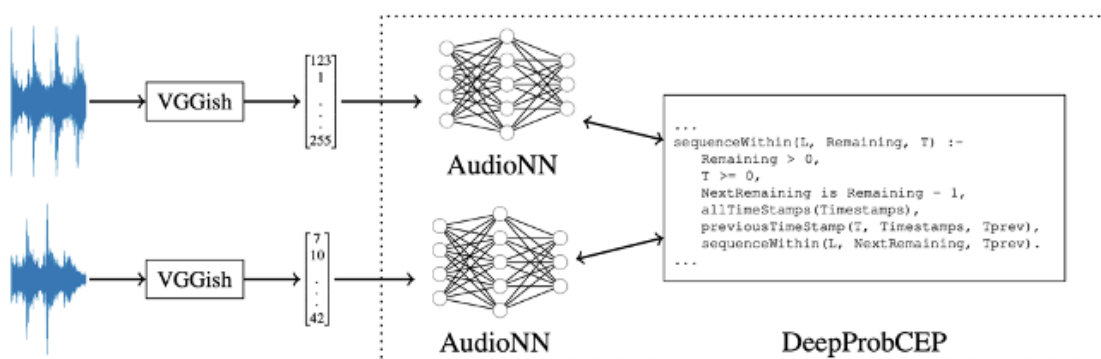 VGGish
123
1
.
.
.
255
AudioNN
...
sequenceWithin(L, Remaining, T) :-
Remaining > 0,
T >= 0,
NextRemaining is Remaining - 1,
allTimeStamps(Timestamps),
previousTimeStamp(T, Timestamps, Tprev),
sequenceWithin(L, NextRemaining, Tprev).
...
VGGish
7
10
.
.
.
42
AudioNN
DeepProbCEP